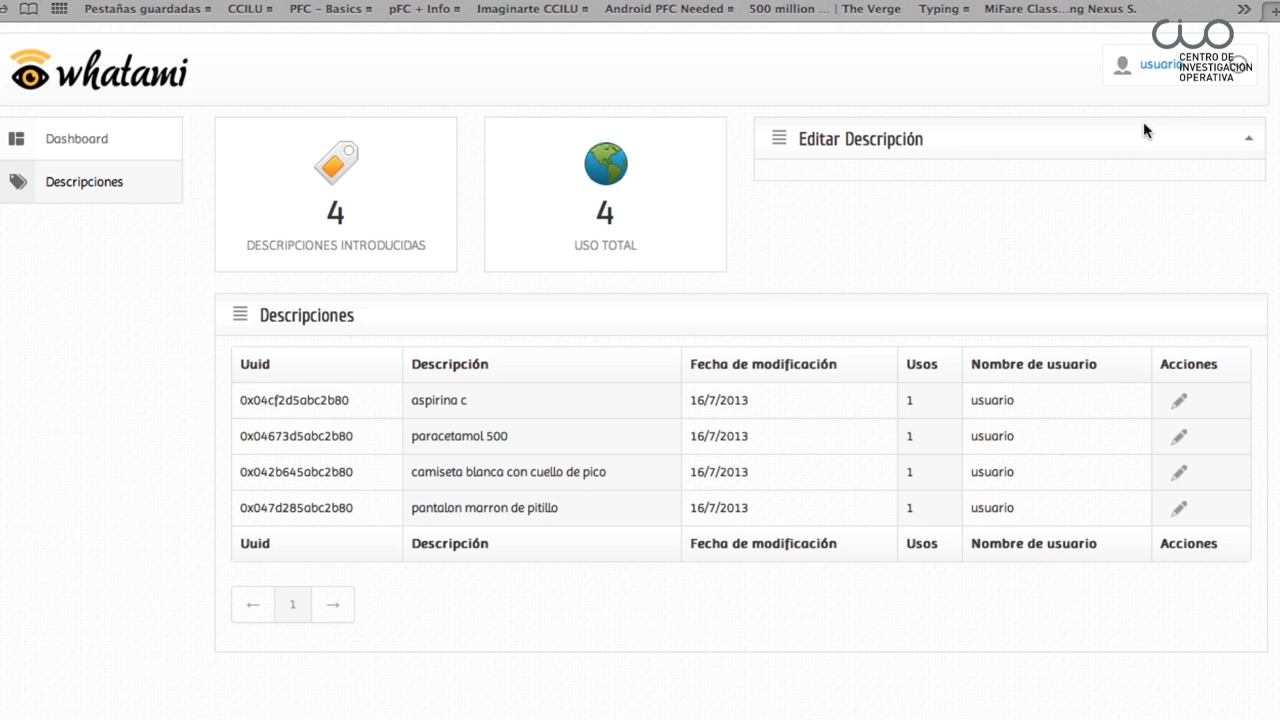 Pestañas guardadas CCILU PFC - Basics pFC + Info Imaginarte CCILU Android PFC Needed 500 million ... | The Verge Typing MiFare Class...ng Nexus S.
whatami
usuario
CIO
CENTRO DE
INVESTIGACION
OPERATIVA
Dashboard
Descripciones
4
DESCRIPCIONES INTRODUCIDAS
4
USO TOTAL
Editar Descripción
Descripciones
Uuid Descripción Fecha de modificación Usos Nombre de usuario Acciones
0x04cf2d5abc2b80 aspirina c 16/7/2013 1 usuario
0x04673d5abc2b80 paracetamol 500 16/7/2013 1 usuario
0x042b645abc2b80 camiseta blanca con cuello de pico 16/7/2013 1 usuario
0x047d285abc2b80 pantalon marron de pitillo 16/7/2013 1 usuario
Uuid Descripción Fecha de modificación Usos Nombre de usuario Acciones
← 1 →